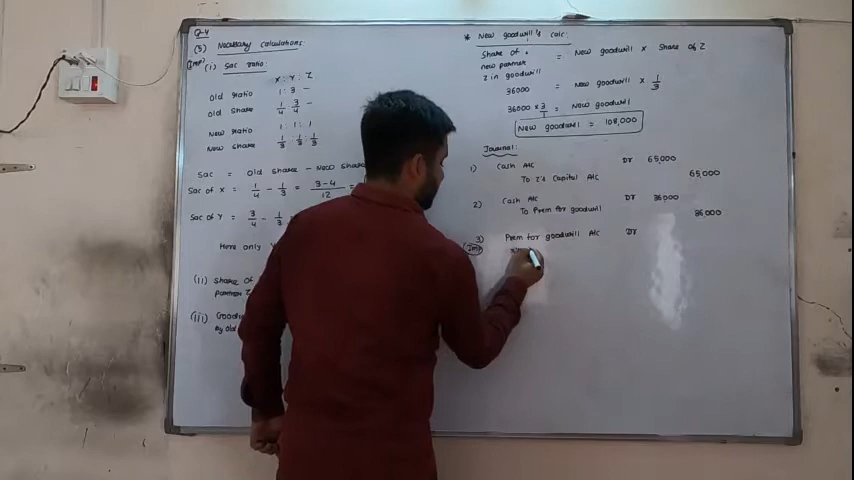 Q-4
(3) Necessary calculations:
(Imp) (i) Sac ratio:
X : Y : Z
Old Ratio 1 : 3 -
Old share 1/4 : 3/4 -
New Ratio 1 : 1 : 1
New share 1/3 : 1/3 : 1/3
Sac = Old share - New share
Sac of X = 1/4 - 1/3 = 3-4/12 =
Sac of Y = 3/4 - 1/3 =
Here only
(ii) Share of
partner Z
(iii)
By old
* New goodwill's calc:
Share of
new partner
Z in goodwill = New goodwill x Share of Z
36000 = New goodwill x 1/3
36000 x 3/1 = New goodwill
New goodwill = 108,000
Journal:
1) Cash A/C Dr 65,000
To Z's Capital A/C 65,000
2) Cash A/C Dr 36,000
To Prem for goodwill 36,000
3) Prem for goodwill A/C Dr
(Imp)